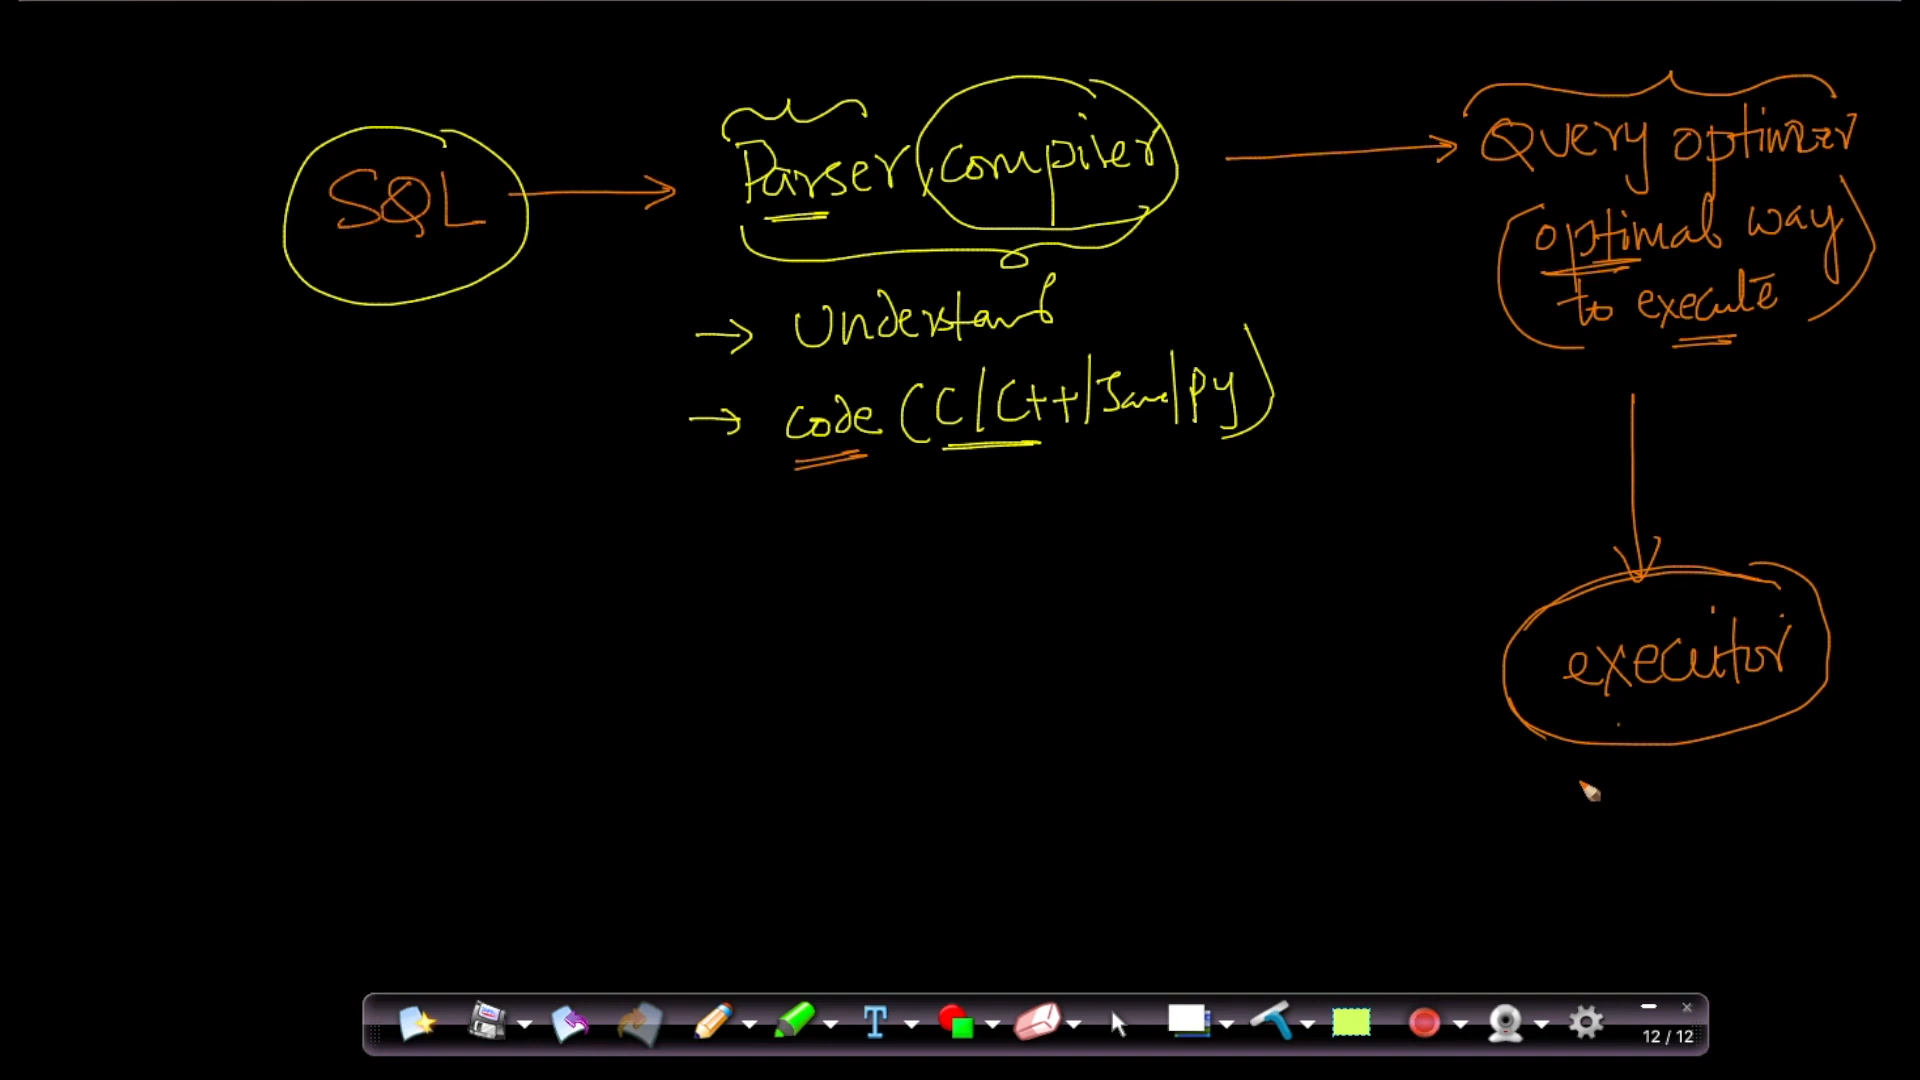 SQL
Parser, compiler
Query optimizer
(optimal way
to execute)
→ Understand
→ code (C/C++/Java/PY)
executor
T
12/12